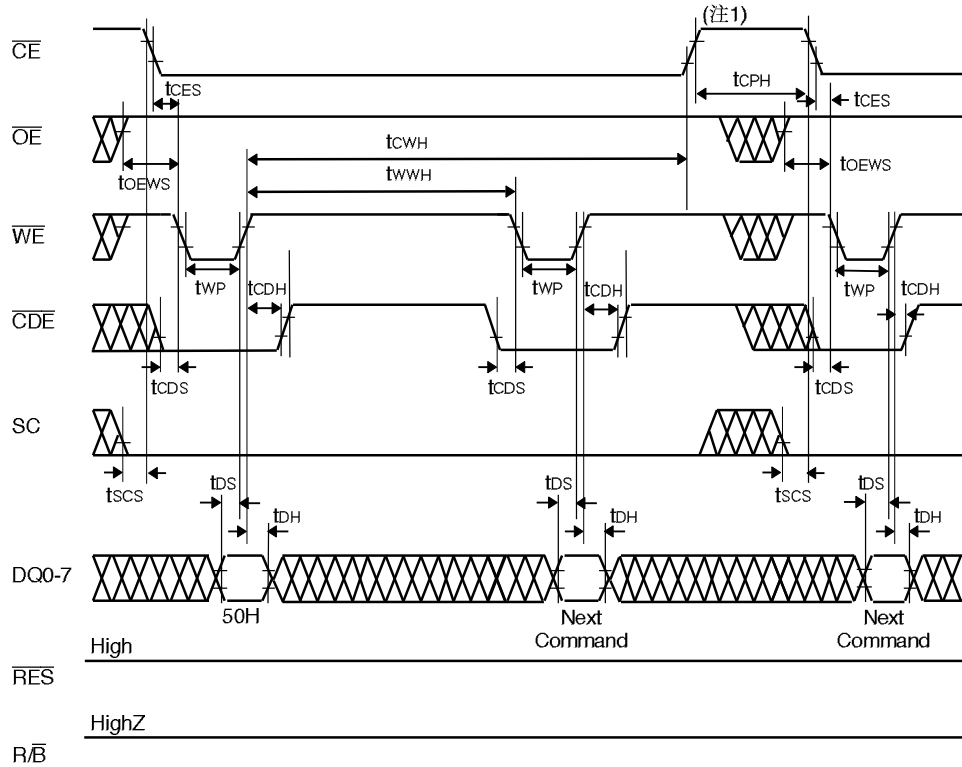 (注1)
CE
tCPH
tCES
tCES
OE
tCWH
tOEWS
tWWH
tOEWS
WE
tWP
tCDH
tWP
tCDH
tWP
tCDH
CDE
tCDS
tCDS
tCDS
SC
tSCS
tDS
tDS
tSCS
tDS
tDH
tDH
tDH
DQ0-7
50H
Next
Command
Next
Command
High
RES
HighZ
R/B